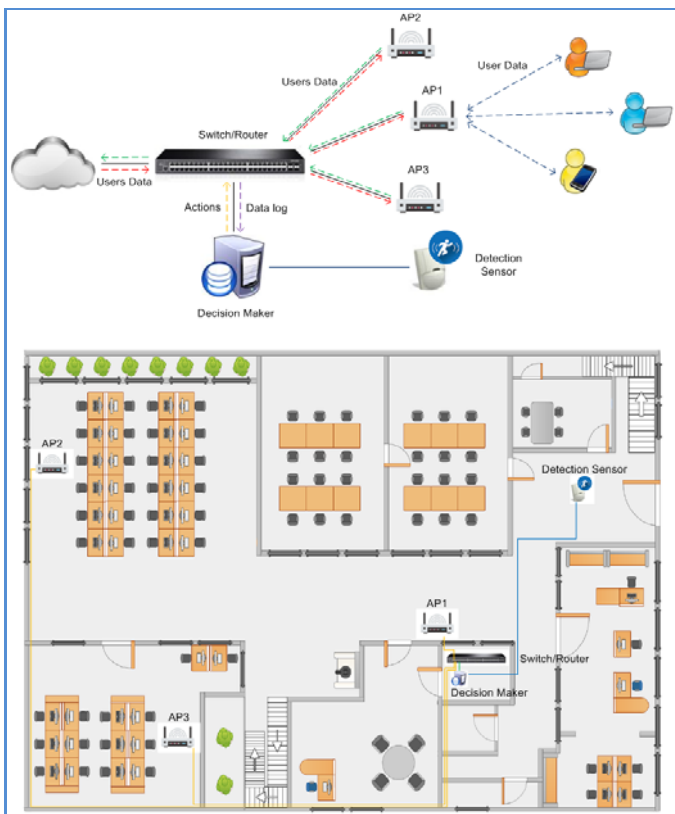 AP2
Users Data
AP1
User Data
Switch/Router
Users Data
AP3
Actions
Data log
Detection
Sensor
Decision Maker
AP2
Detection Sensor
AP1
Switch/Router
Decision Maker
AP3